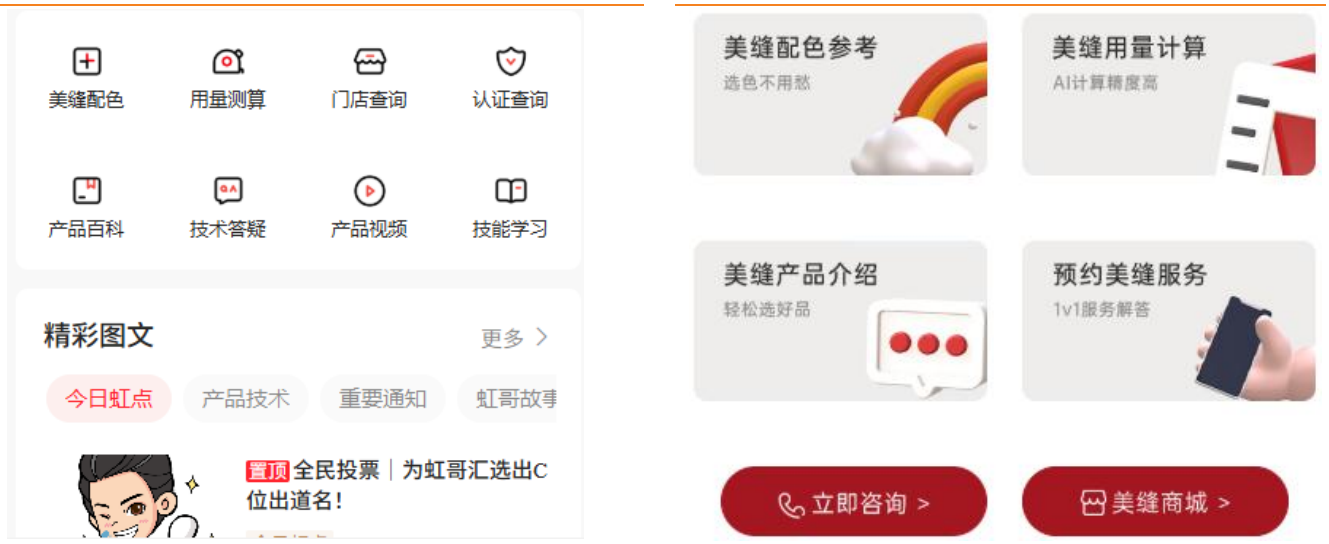 美缝配色 用量测算 门店查询 认证查询
产品百科 技术答疑 产品视频 技能学习
精彩图文 更多 >
今日虹点 产品技术 重要通知 虹哥故事
置顶 全民投票｜为虹哥汇选出C
位出道名！
美缝配色参考
选色不用愁
美缝用量计算
AI计算精度高
美缝产品介绍
轻松选好品
预约美缝服务
1v1服务解答
立即咨询 >
美缝商城 >